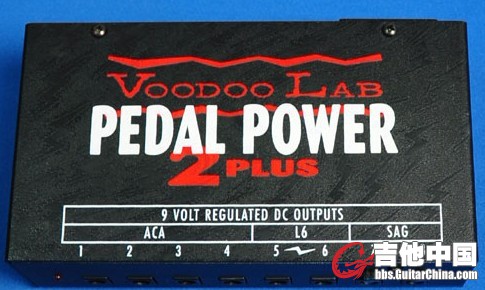 VOODOO LAB
PEDAL POWER
2 PLUS
9 VOLT REGULATED DC OUTPUTS
ACA L6 SAG
1 2 3 4 5 6 7
吉他中国
bbs.GuitarChina.com